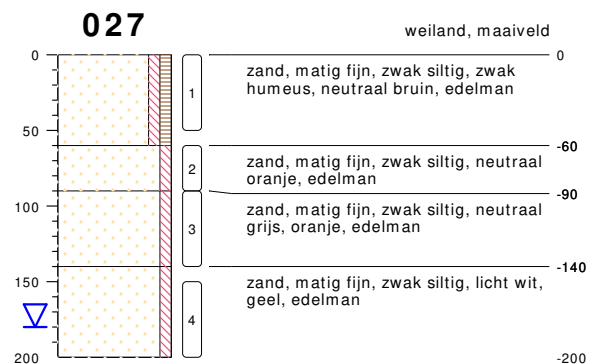 027
weiland, maaiveld
0
0
zand, matig fijn, zwak siltig, zwak
humeus, neutraal bruin, edelman
1
50
-60
zand, matig fijn, zwak siltig, neutraal
oranje, edelman
2
-90
100
zand, matig fijn, zwak siltig, neutraal
grijs, oranje, edelman
3
-140
150
zand, matig fijn, zwak siltig, licht wit,
geel, edelman
4
200
-200